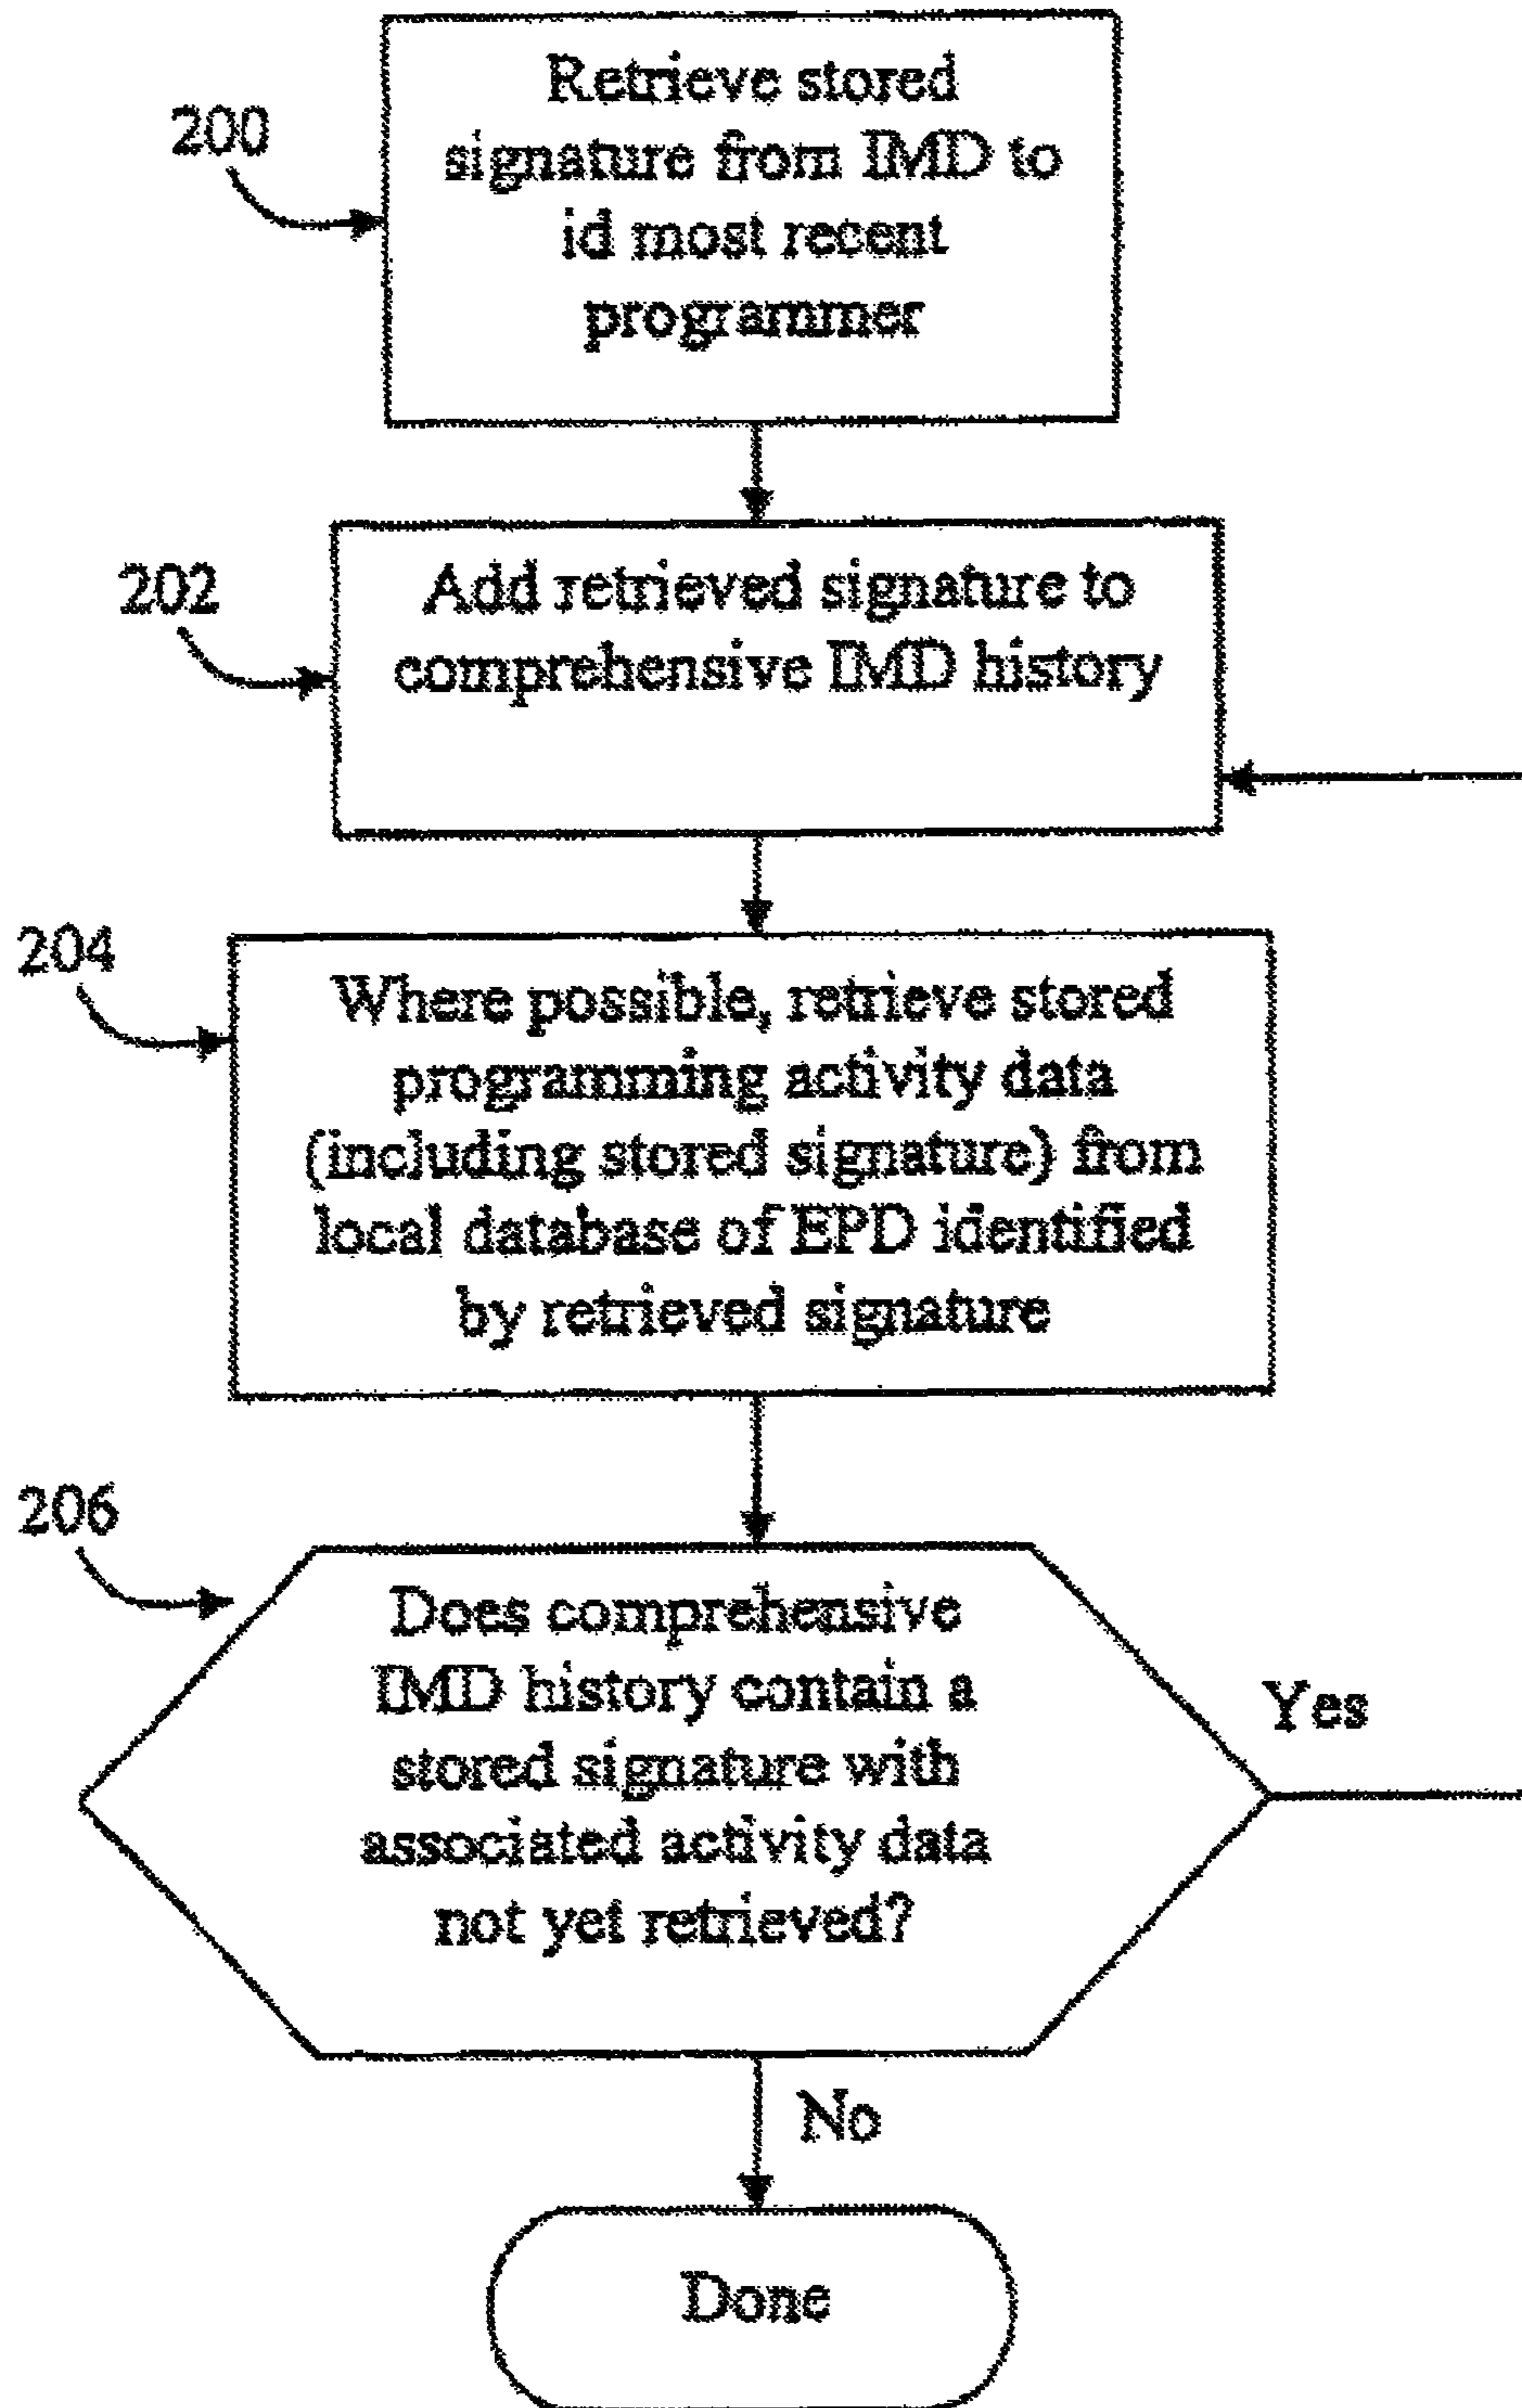 200
Retrieve stored
signature from IMD to
id most recent
programmer
202
Add retrieved signature to
comprehensive IMD history
204
Where possible, retrieve stored
programming activity data
(including stored signature) from
local database of EPD identified
by retrieved signature
206
Does comprehensive
IMD history contain a
stored signature with
associated activity data
not yet retrieved?
Yes
No
Done